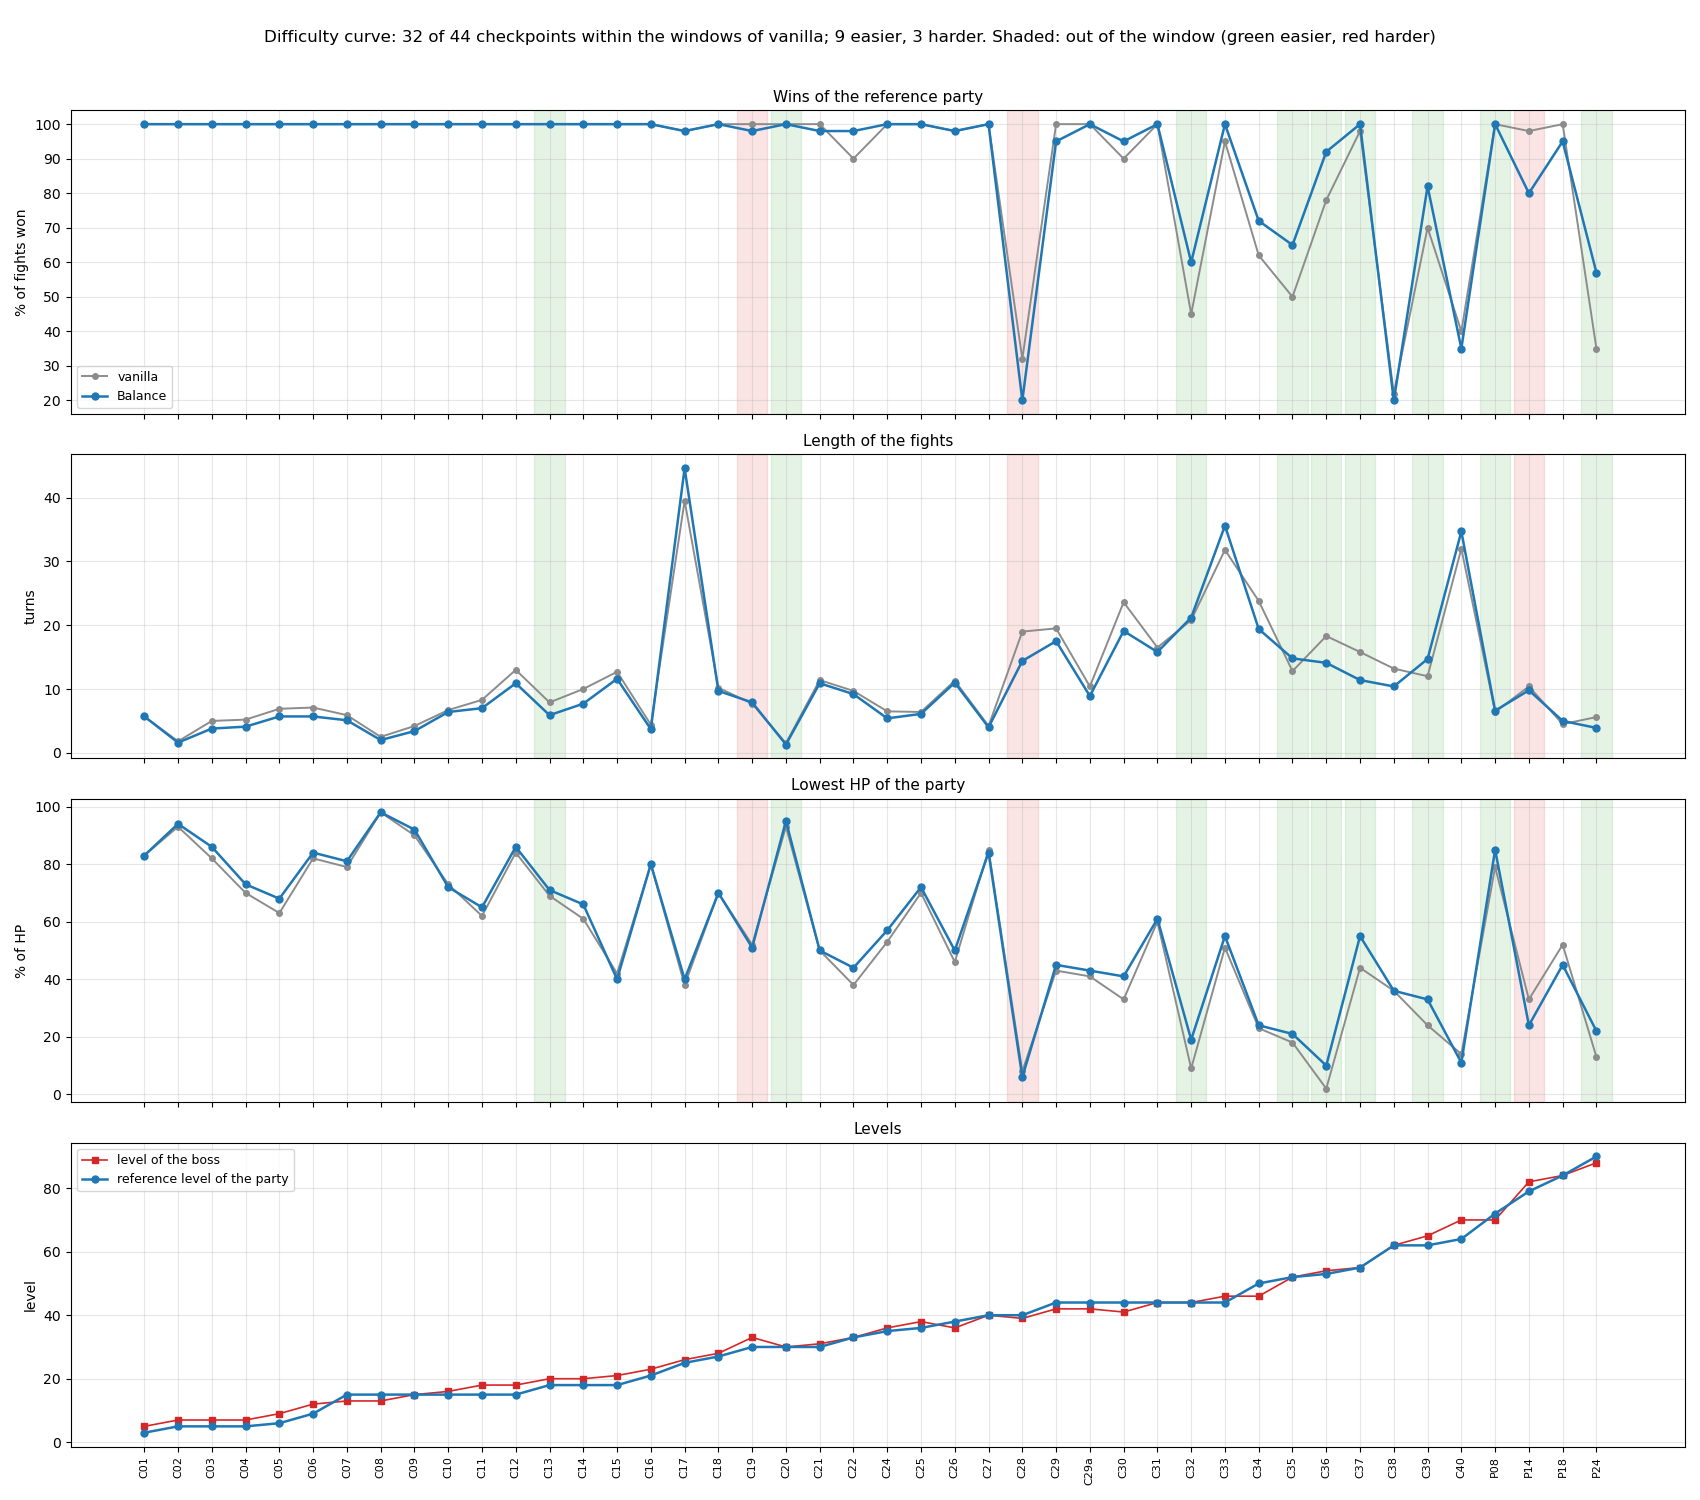 Difficulty curve: 32 of 44 checkpoints within the windows of vanilla; 9 easier, 3 harder. Shaded: out of the window (green easier, red harder)
Wins of the reference party
100
90
80
70
60
50
40
30
20
% of fights won
vanilla
Balance
Length of the fights
40
30
20
10
0
turns
Lowest HP of the party
100
80
60
40
20
0
% of HP
Levels
level of the boss
reference level of the party
80
60
40
20
0
level
C01 C02 C03 C04 C05 C06 C07 C08 C09 C10 C11 C12 C13 C14 C15 C16 C17 C18 C19 C20 C21 C22 C24 C25 C26 C27 C28 C29 C29a C30 C31 C32 C33 C34 C35 C36 C37 C38 C39 C40 P08 P14 P18 P24